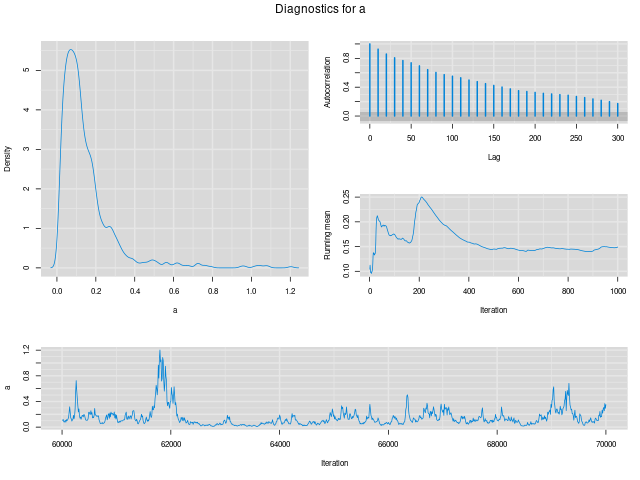 Diagnostics for a
Density
0 1 2 3 4 5
0.0 0.2 0.4 0.6 0.8 1.0 1.2
a
Autocorrelation
0.0 0.4 0.8
0 50 100 150 200 250 300
Lag
Running mean
0.10 0.15 0.20 0.25
0 200 400 600 800 1000
Iteration
a
0.0 0.4 0.8 1.2
60000 62000 64000 66000 68000 70000
Iteration